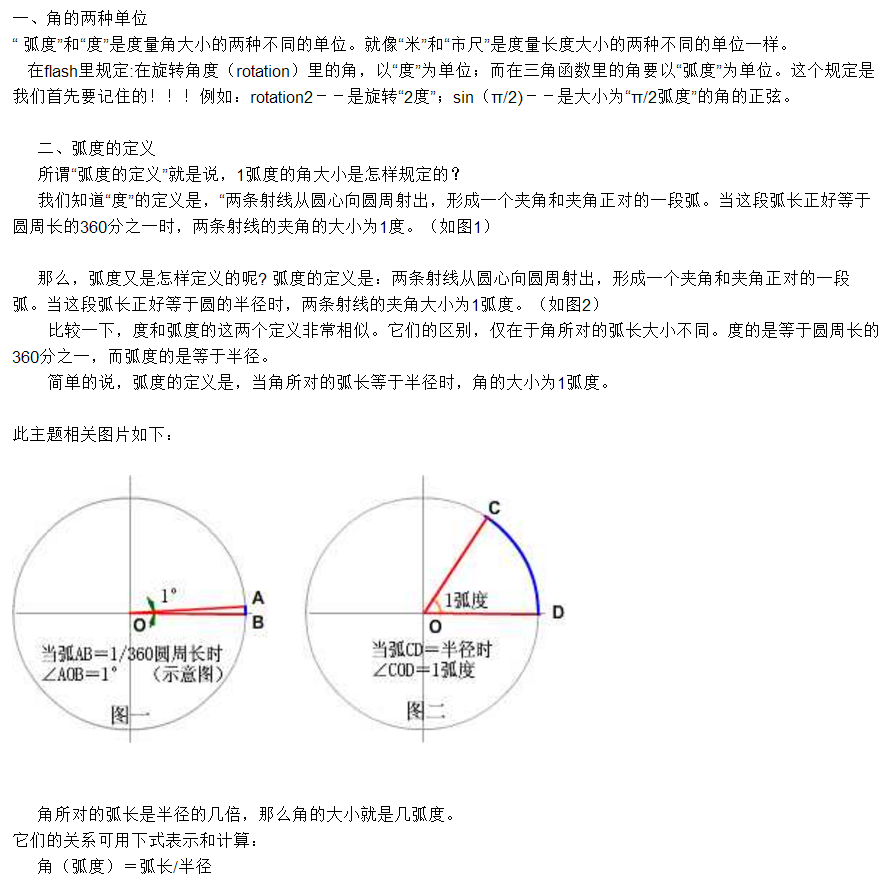 一、角的两种单位
“ 弧度”和“度”是度量角大小的两种不同的单位。就像“米”和“市尺”是度量长度大小的两种不同的单位一样。
在flash里规定:在旋转角度（rotation）里的角，以“度”为单位；而在三角函数里的角要以“弧度”为单位。这个规定是
我们首先要记住的！！！例如：rotation2－－是旋转“2度”；sin（π/2)－－是大小为“π/2弧度”的角的正弦。
二、弧度的定义
所谓“弧度的定义”就是说，1弧度的角大小是怎样规定的？
我们知道“度”的定义是，“两条射线从圆心向圆周射出，形成一个夹角和夹角正对的一段弧。当这段弧长正好等于
圆周长的360分之一时，两条射线的夹角的大小为1度。（如图1）
那么，弧度又是怎样定义的呢? 弧度的定义是：两条射线从圆心向圆周射出，形成一个夹角和夹角正对的一段
弧。当这段弧长正好等于圆的半径时，两条射线的夹角大小为1弧度。（如图2）
比较一下，度和弧度的这两个定义非常相似。它们的区别，仅在于角所对的弧长大小不同。度的是等于圆周长的
360分之一，而弧度的是等于半径。
简单的说，弧度的定义是，当角所对的弧长等于半径时，角的大小为1弧度。
此主题相关图片如下：
1°
A
B
O
当弧AB＝1/360圆周长时
∠AOB＝1° （示意图）
图一
C
1弧度
D
O
当弧CD＝半径时
∠COD＝1弧度
图二
角所对的弧长是半径的几倍，那么角的大小就是几弧度。
它们的关系可用下式表示和计算：
角（弧度）＝弧长/半径